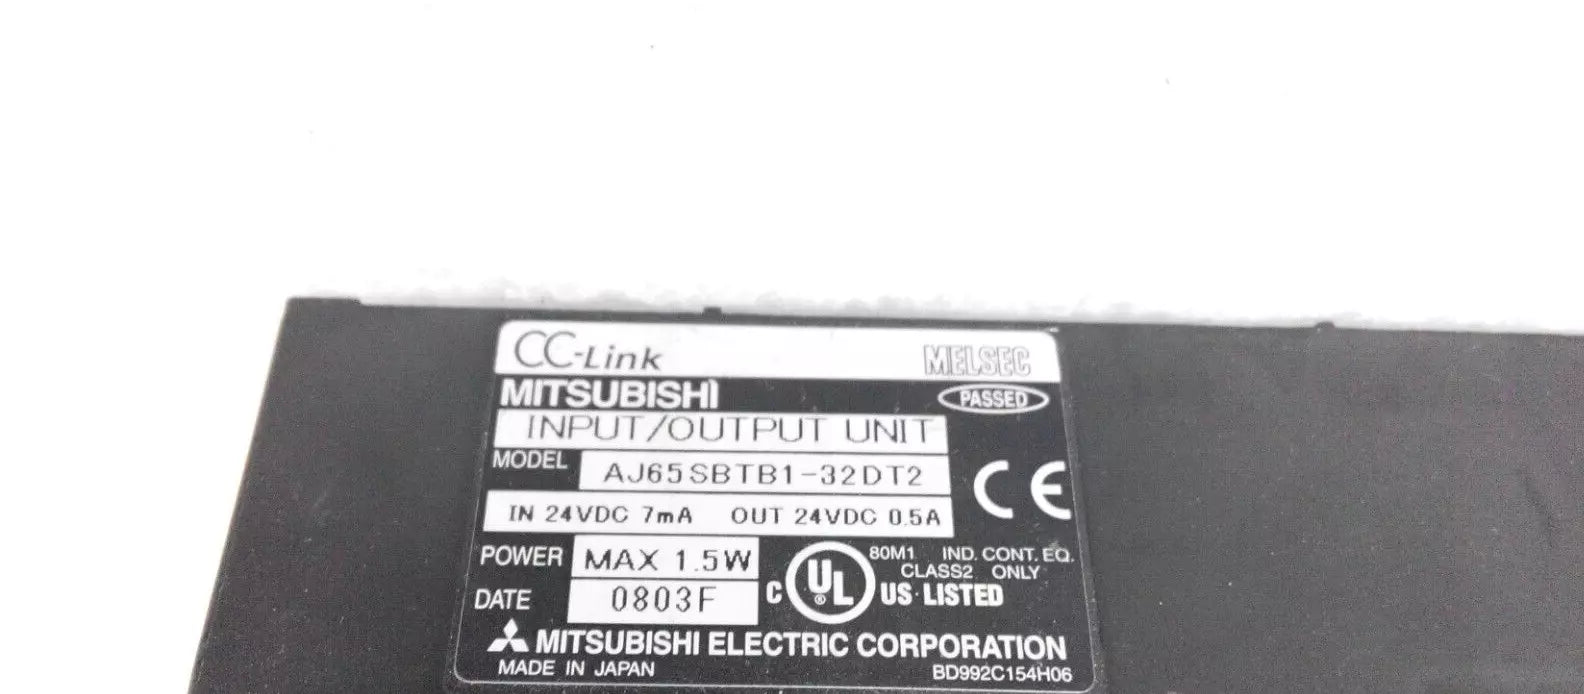 CC-Link MELSEC
MITSUBISHI PASSED
INPUT/OUTPUT UNIT
MODEL AJ65SBTB1-32DT2
CE
IN 24VDC 7mA OUT 24VDC 0.5A
POWER MAX 1.5W
80M1 IND. CONT. EQ.
CLASS2 ONLY
DATE 0803F
C UL ® US LISTED
MITSUBISHI ELECTRIC CORPORATION
MADE IN JAPAN BD992C154H06